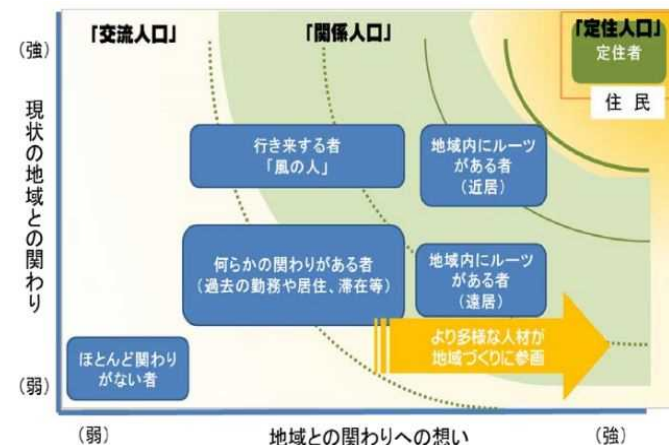 「交流人口」
「関係人口」
「定住人口」
定住者
住 民
(強)
現状の地域との関わり
(弱)
行き来する者
「風の人」
地域内にルーツ
がある者
(近居)
何らかの関わりがある者
(過去の勤務や居住、滞在等)
地域内にルーツ
がある者
(遠居)
ほとんど関わり
がない者
より多様な人材が
地域づくりに参画
(弱)
地域との関わりへの想い
(強)